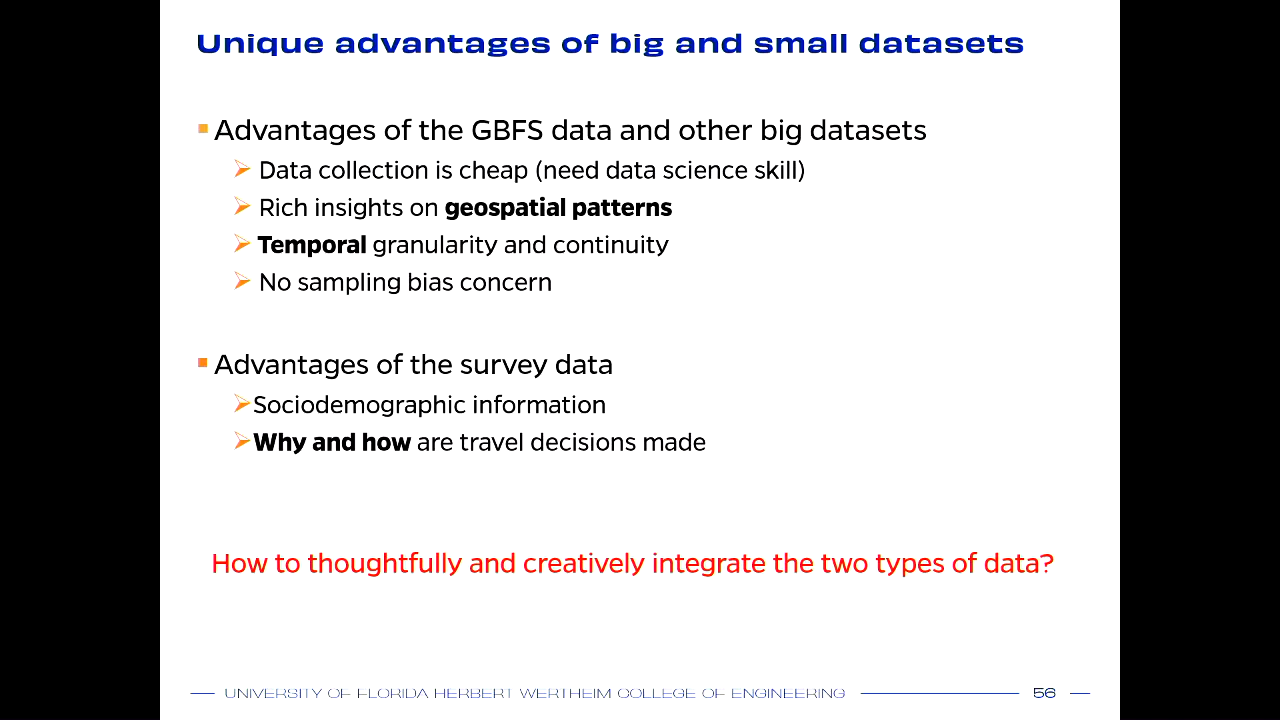 Unique advantages of big and small datasets
Advantages of the GBFS data and other big datasets
Data collection is cheap (need data science skill)
Rich insights on geospatial patterns
Temporal granularity and continuity
No sampling bias concern
Advantages of the survey data
Sociodemographic information
Why and how are travel decisions made
How to thoughtfully and creatively integrate the two types of data?
UNIVERSITY OF FLORIDA HERBERT WERTHEIM COLLEGE OF ENGINEERING 56